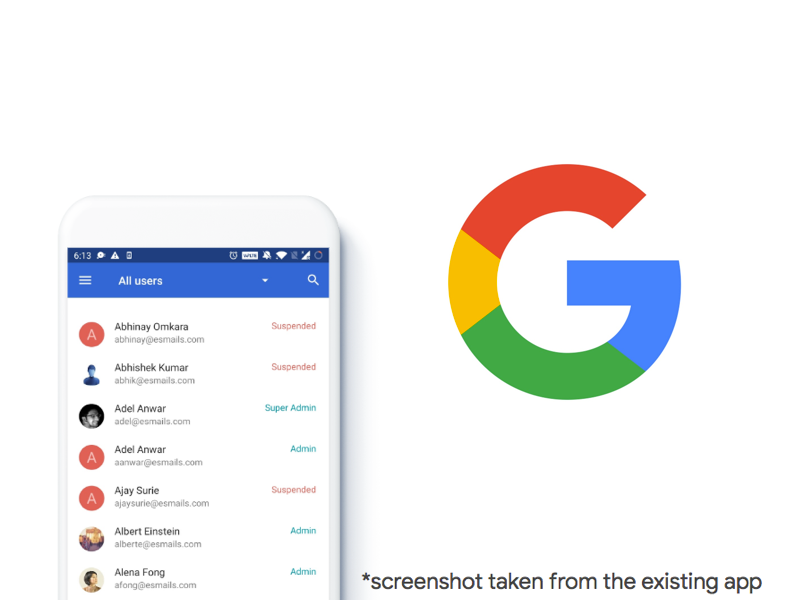 6:13
All users
A
Abhinay Omkara
Suspended
abhinay@esmails.com
Abhishek Kumar
Suspended
abhik@esmails.com
Adel Anwar
Super Admin
adel@esmails.com
A
Adel Anwar
Admin
aanwar@esmails.com
A
Ajay Surie
Suspended
ajaysurie@esmails.com
Albert Einstein
Admin
alberte@esmails.com
Alena Fong
Admin
afong@esmails.com
G
*screenshot taken from the existing app